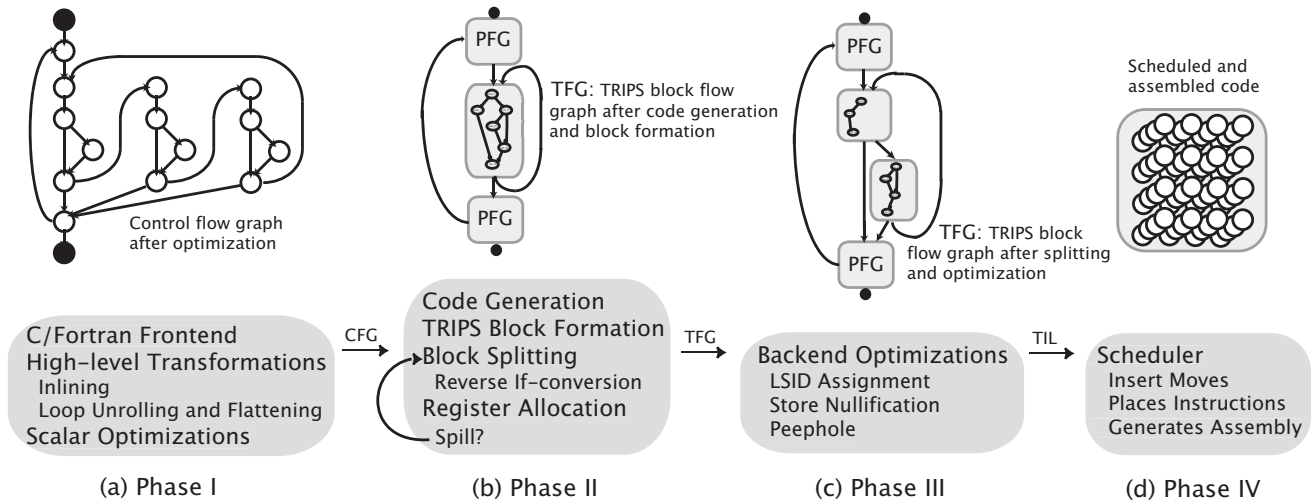 Control flow graph
after optimization
PFG
TFG: TRIPS block flow
graph after code generation
and block formation
PFG
PFG
TFG: TRIPS block
flow graph after splitting
and optimization
PFG
Scheduled and
assembled code
C/Fortran Frontend
High-level Transformations
Inlining
Loop Unrolling and Flattening
Scalar Optimizations
CFG
Code Generation
TRIPS Block Formation
Block Splitting
Reverse If-conversion
Register Allocation
Spill?
TFG
Backend Optimizations
LSID Assignment
Store Nullification
Peephole
TIL
Scheduler
Insert Moves
Places Instructions
Generates Assembly
(a) Phase I
(b) Phase II
(c) Phase III
(d) Phase IV